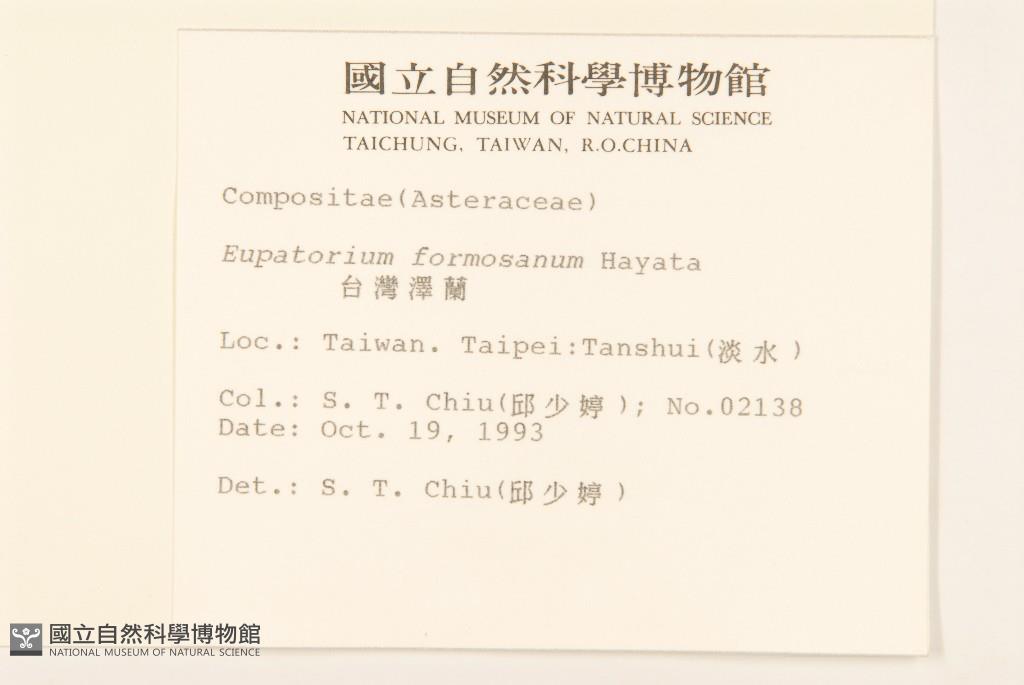 國立自然科學博物館
NATIONAL MUSEUM OF NATURAL SCIENCE
TAICHUNG, TAIWAN, R.O.CHINA
Compositae(Asteraceae)
Eupatorium formosanum Hayata
台灣澤蘭
Loc.: Taiwan. Taipei:Tanshui(淡水)
Col.: S. T. Chiu(邱少婷); No.02138
Date: Oct. 19, 1993
Det.: S. T. Chiu(邱少婷)
國立自然科學博物館
NATIONAL MUSEUM OF NATURAL SCIENCE